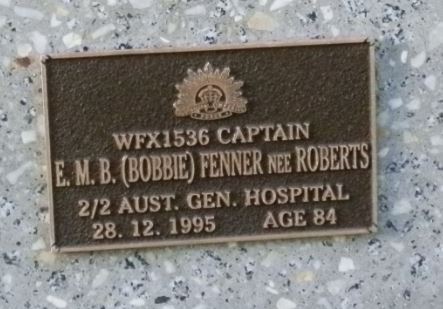 WFX1536 CAPTAIN
E. M. B. (BOBBIE) FENNER NEE ROBERTS
2/2 AUST. GEN. HOSPITAL
28. 12. 1995 AGE 84